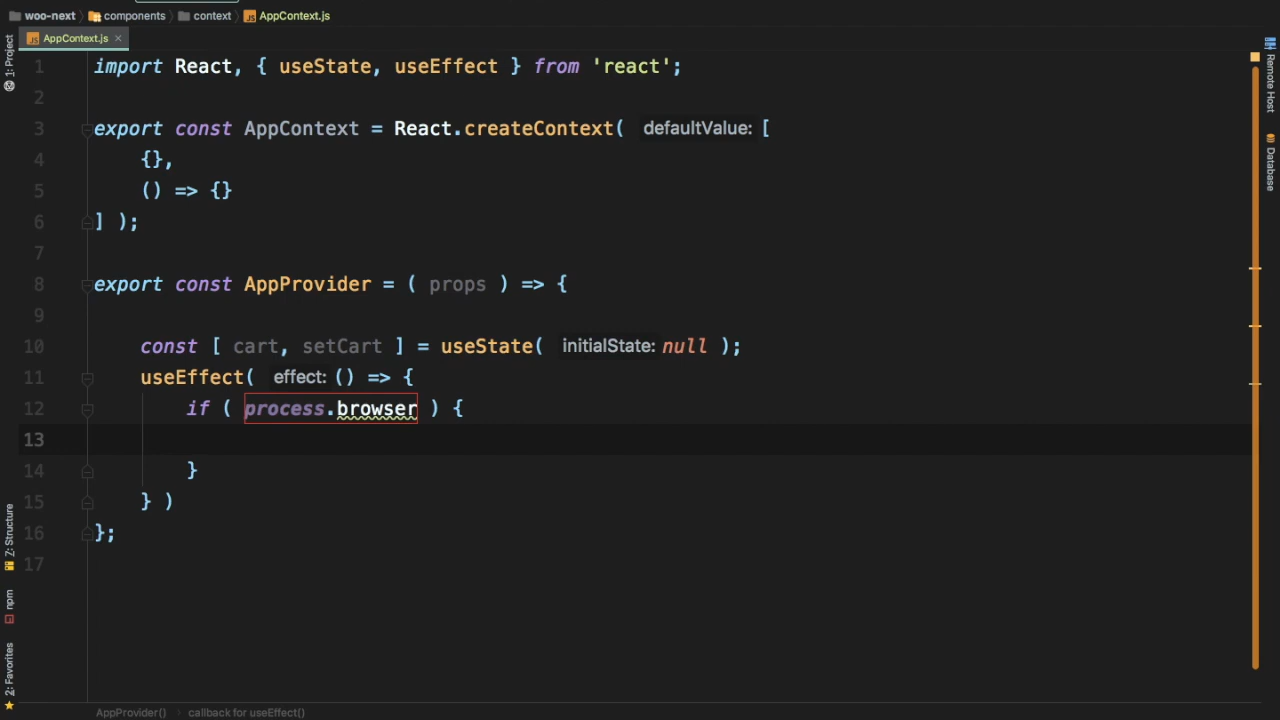 woo-next components context AppContext.js
AppContext.js
1: Project
Remote Host
Database
1 import React, { useState, useEffect } from 'react';
2
3 export const AppContext = React.createContext( defaultValue: [
4 {},
5 () => {}
6 ] );
7
8 export const AppProvider = ( props ) => {
9
10 const [ cart, setCart ] = useState( initialState: null );
11 useEffect( effect: () => {
12 if ( process.browser ) {
13
14 }
15 } )
16 };
17
Z: Structure
npm
2: Favorites
AppProvider() callback for useEffect()